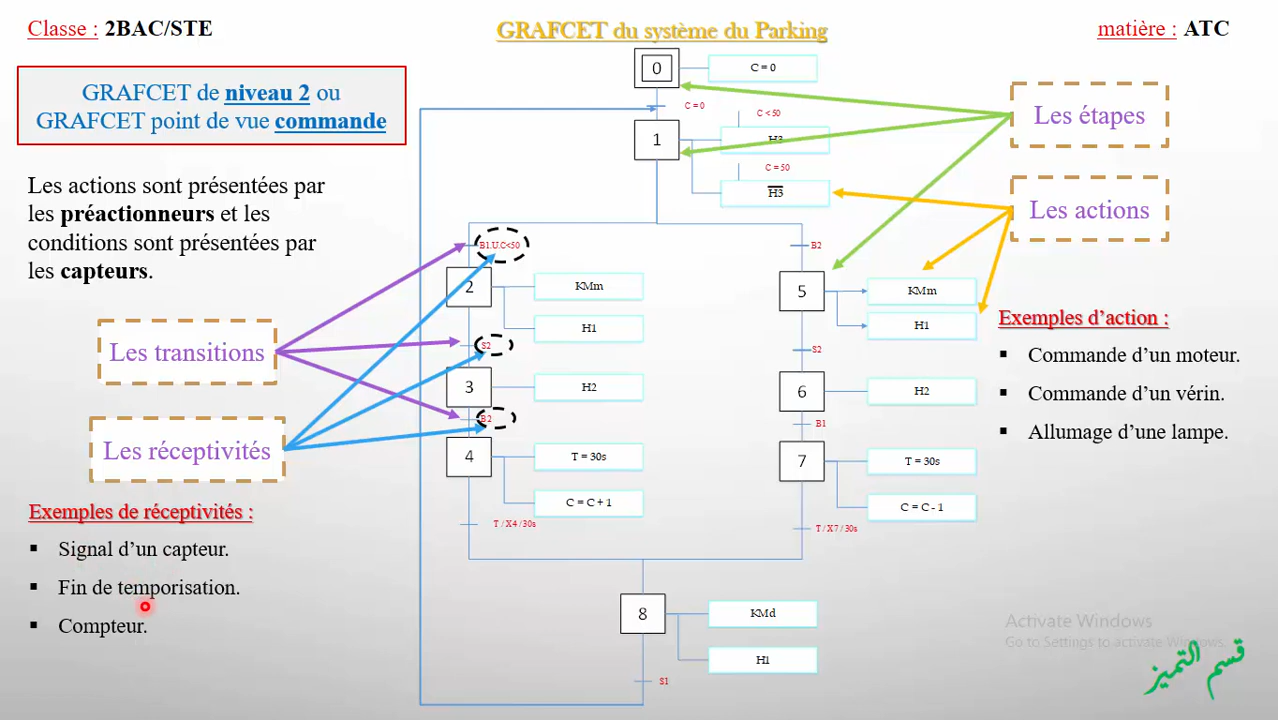 Classe : 2BAC/STE
GRAFCET du système du Parking
matière : ATC
GRAFCET de niveau 2 ou
GRAFCET point de vue commande
Les actions sont présentées par
les préactionneurs et les
conditions sont présentées par
les capteurs.
Les transitions
Les réceptivités
Exemples de réceptivités :
▪ Signal d’un capteur.
▪ Fin de temporisation.
▪ Compteur.
0
C = 0
C = 0
1
C < 50
H3
C = 50
H3̅
B1.U.C<50
2
KMm
H1
S2
3
H2
B2
4
T = 30s
C = C + 1
T / X4 / 30s
B2
5
KMm
H1
S2
6
H2
B1
7
T = 30s
C = C - 1
T / X7 / 30s
8
KMd
H1
S1
Les étapes
Les actions
Exemples d’action :
▪ Commande d’un moteur.
▪ Commande d’un vérin.
▪ Allumage d’une lampe.
Activate Windows
Go to Settings to activate Windows.
قسم التميز